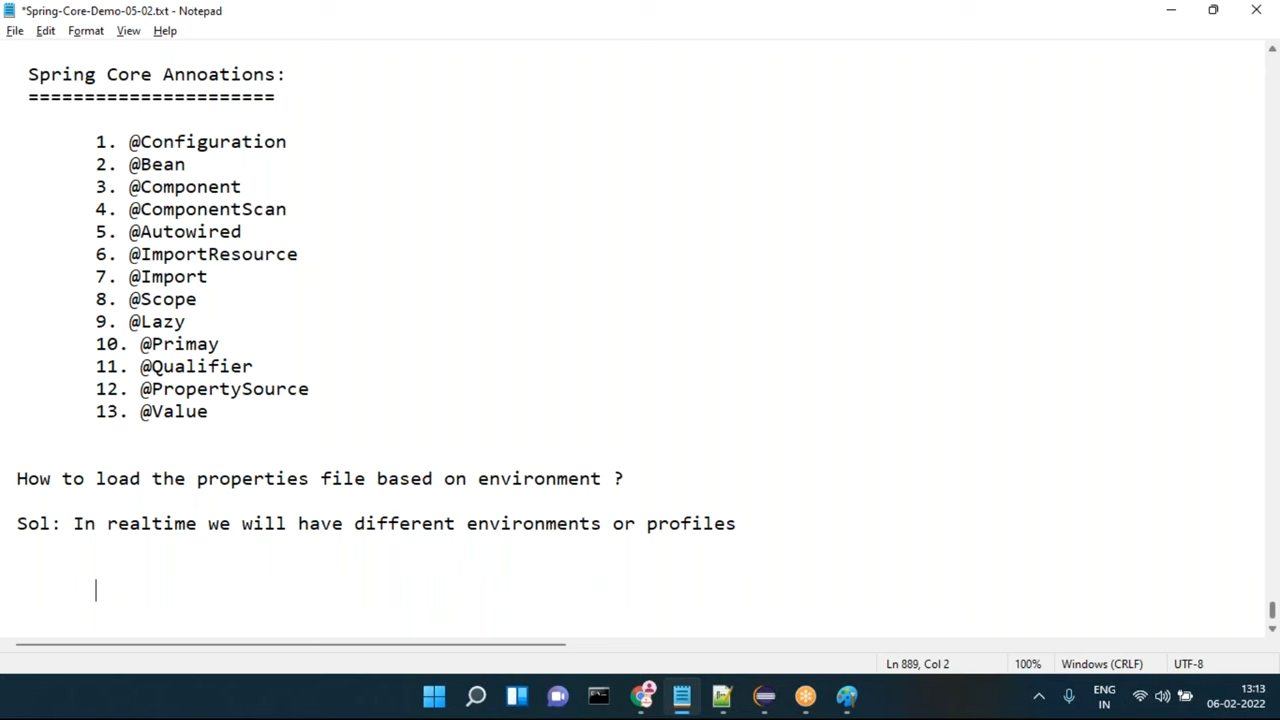 *Spring-Core-Demo-05-02.txt - Notepad
File Edit Format View Help
Spring Core Annoations:
======================
1. @Configuration
2. @Bean
3. @Component
4. @ComponentScan
5. @Autowired
6. @ImportResource
7. @Import
8. @Scope
9. @Lazy
10. @Primay
11. @Qualifier
12. @PropertySource
13. @Value
How to load the properties file based on environment ?
Sol: In realtime we will have different environments or profiles
Ln 889, Col 2 100% Windows (CRLF) UTF-8
ENG 13:13
IN 06-02-2022